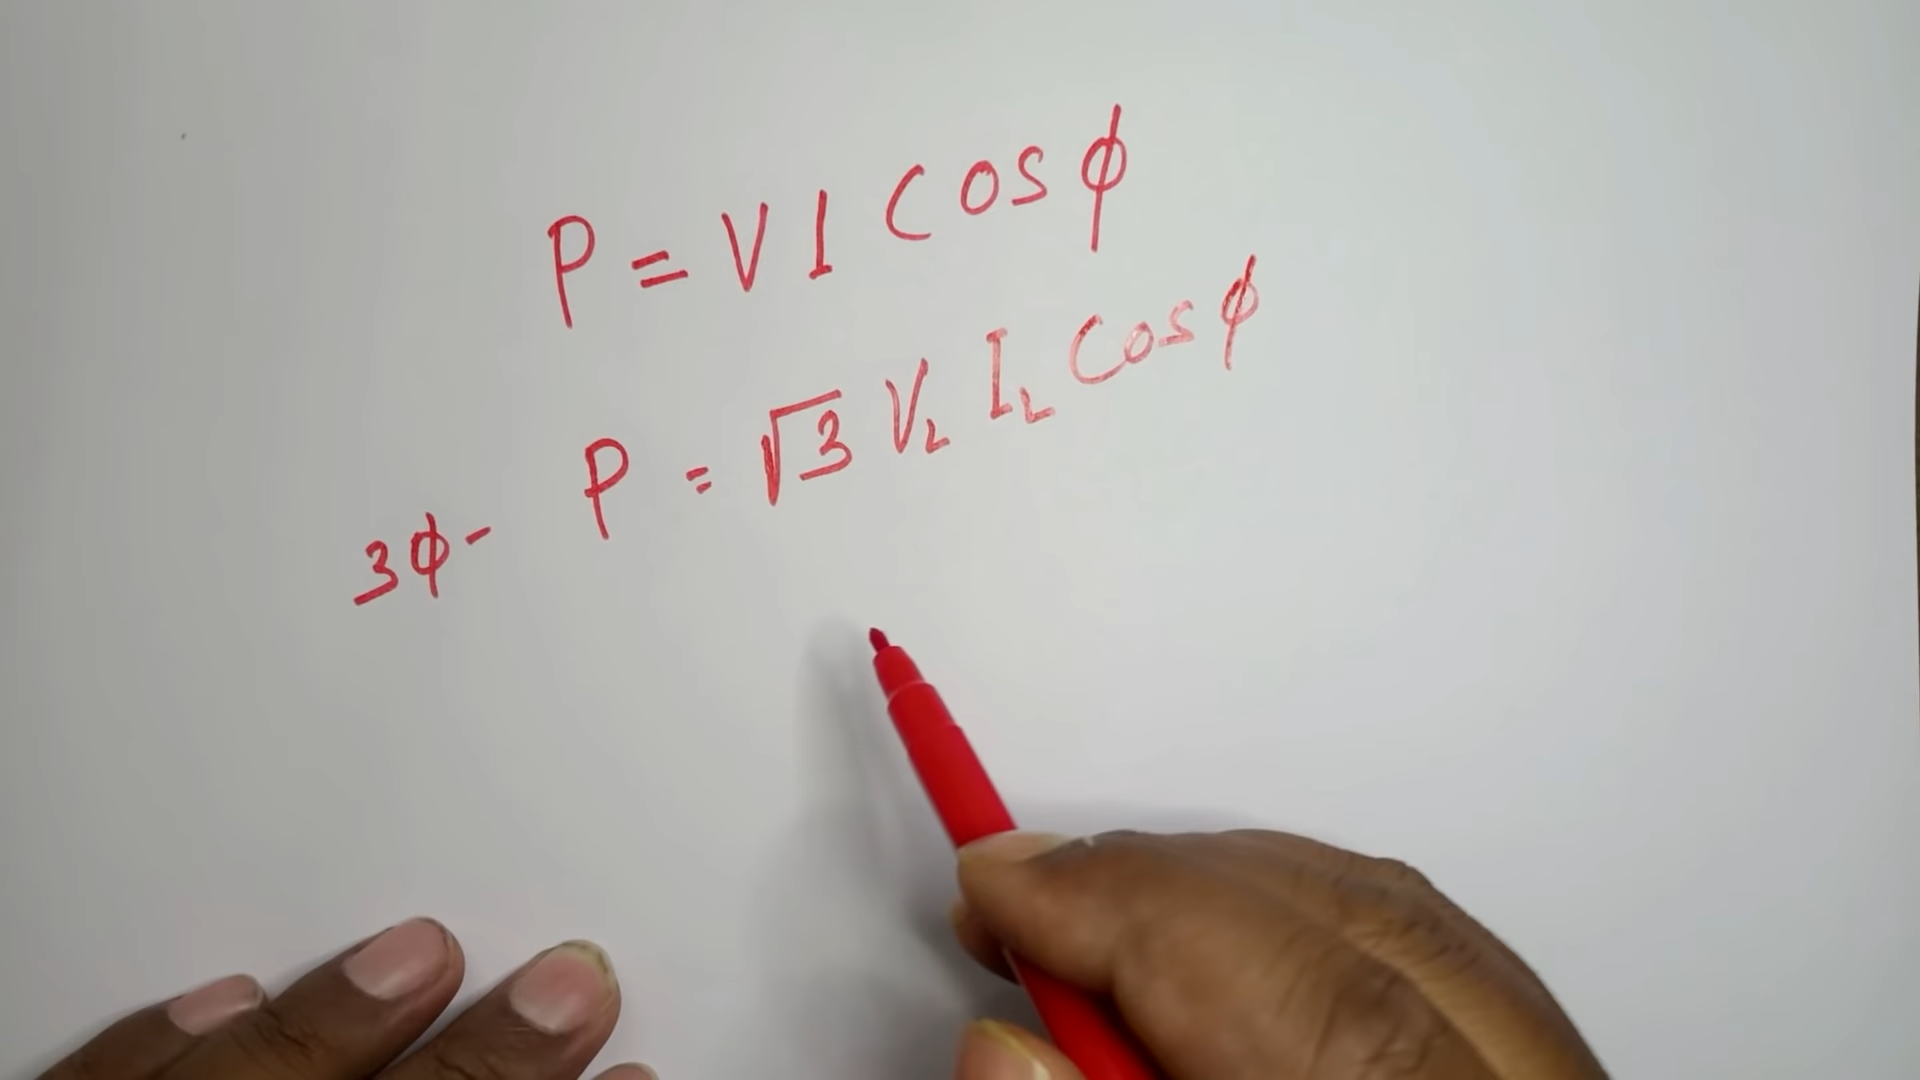 P = V I Cos ϕ
3ϕ- P = √3 V_L I_L Cos ϕ